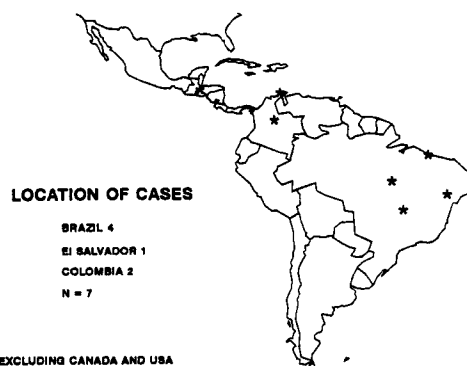 LOCATION OF CASES
BRAZIL 4
El SALVADOR 1
COLOMBIA 2
N = 7
EXCLUDING CANADA AND USA